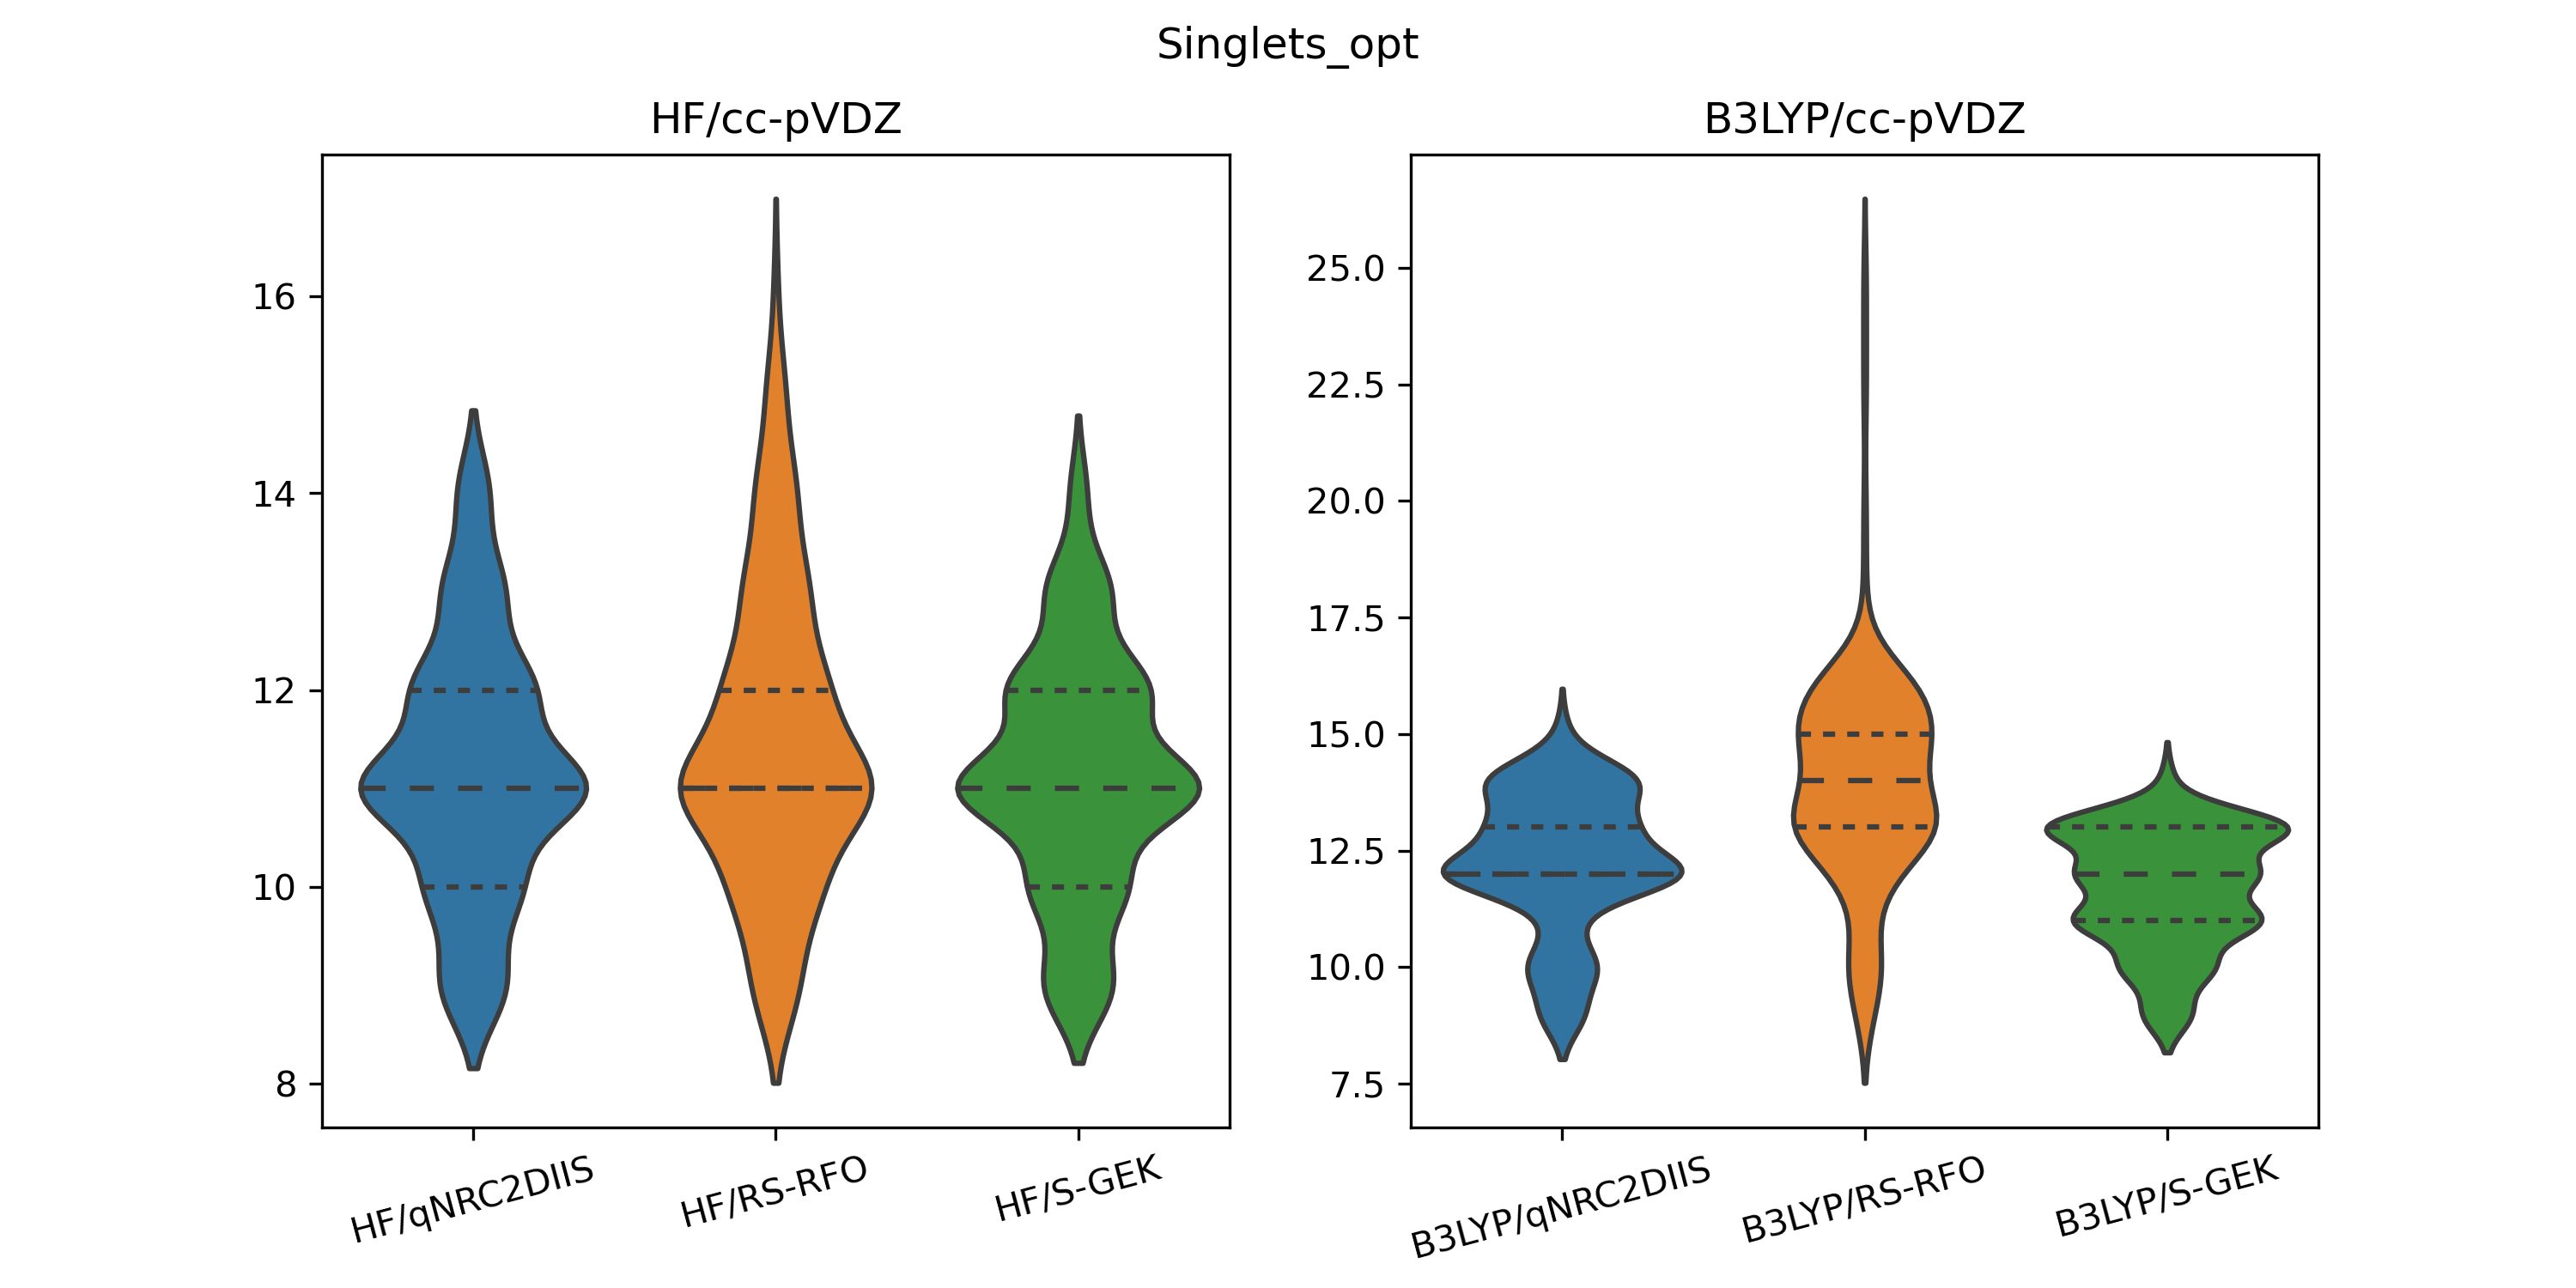 Singlets_opt
HF/cc-pVDZ
16
14
12
10
8
HF/qNRC2DIIS
HF/RS-RFO
HF/S-GEK
B3LYP/cc-pVDZ
25.0
22.5
20.0
17.5
15.0
12.5
10.0
7.5
B3LYP/qNRC2DIIS
B3LYP/RS-RFO
B3LYP/S-GEK